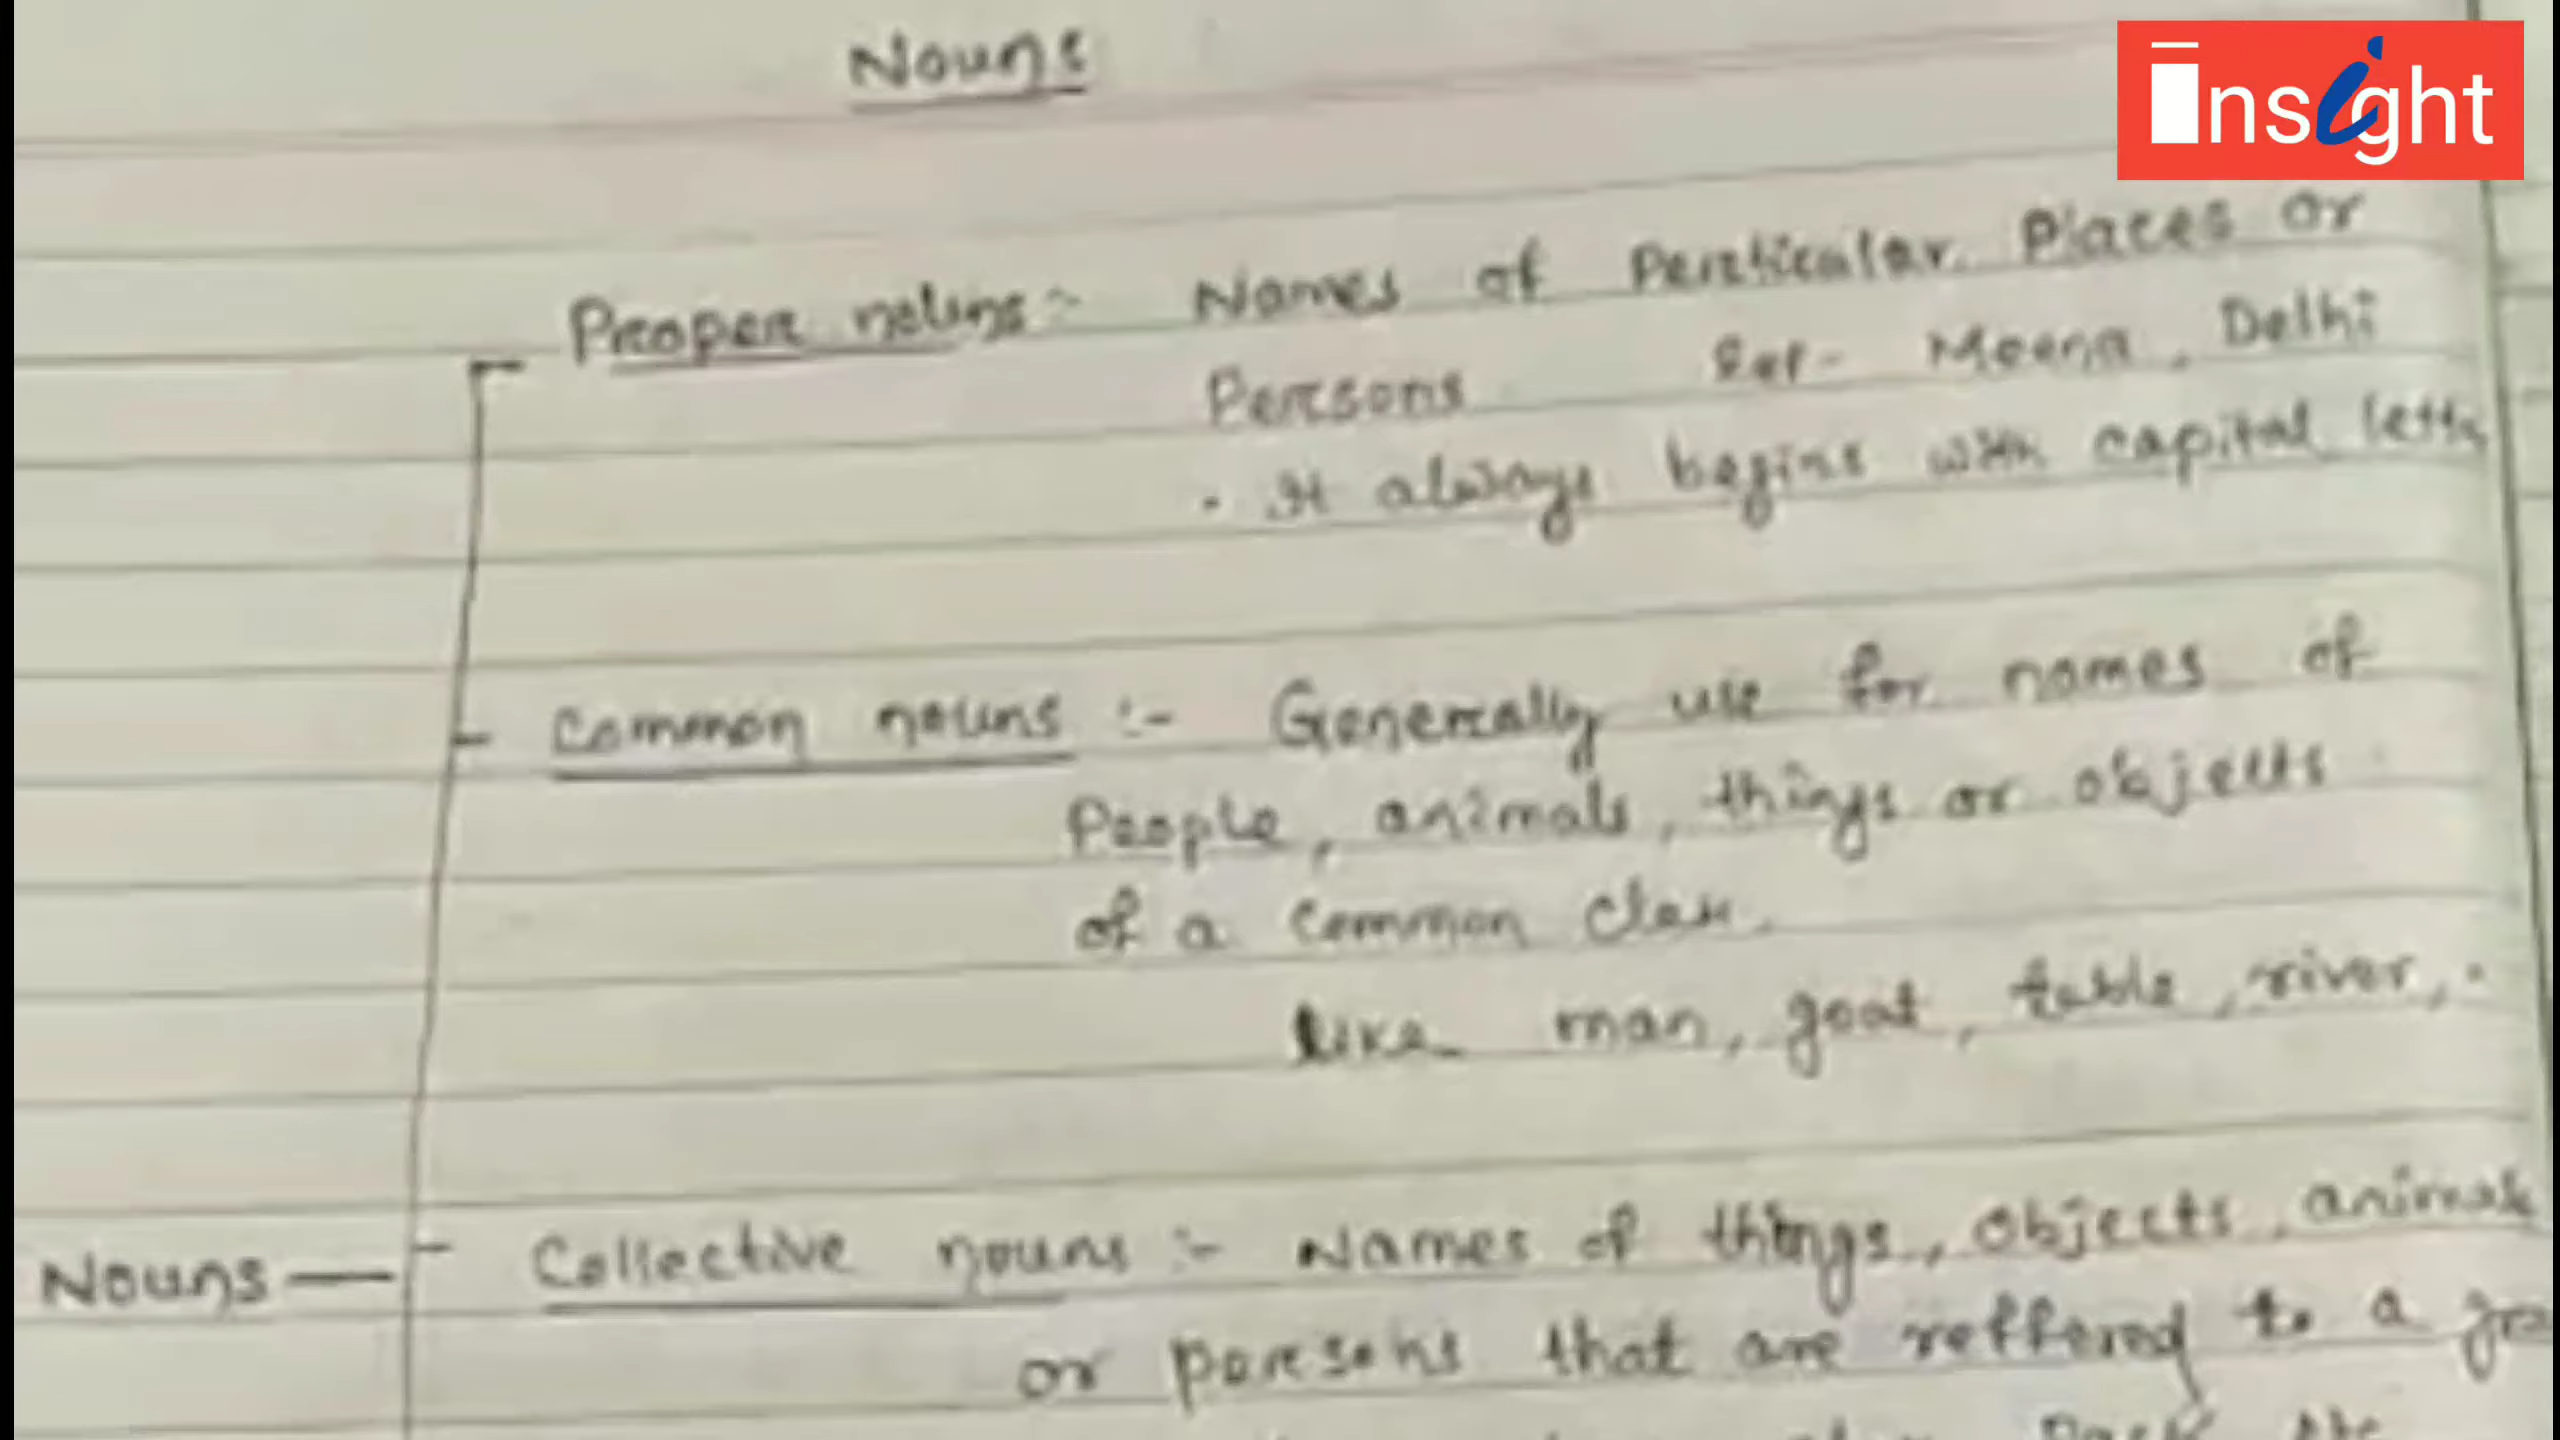 Nouns
Insight
Proper nouns :- Names of Perticular Places or
Persons Meena, Delhi
. It always begins with capital
Common nouns :- Generally use for names of
People, animals, things or objects
of a common class.
like man, goat, table, river,
Nouns — Collective nouns :- Names of things, objects, animals
or persons that are reffered to a